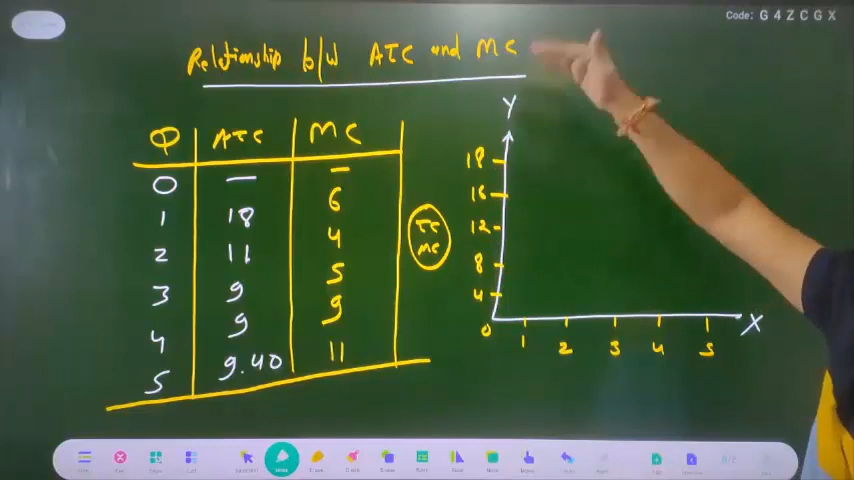 Code: G4ZCGX
Relationship b/w ATC and MC
Q ATC MC
0 — —
1 18 6
2 11 4
3 9 5
4 9 9
5 9.40 11
TC
MC
Y
18
16
12
8
4
0 1 2 3 4 5 X